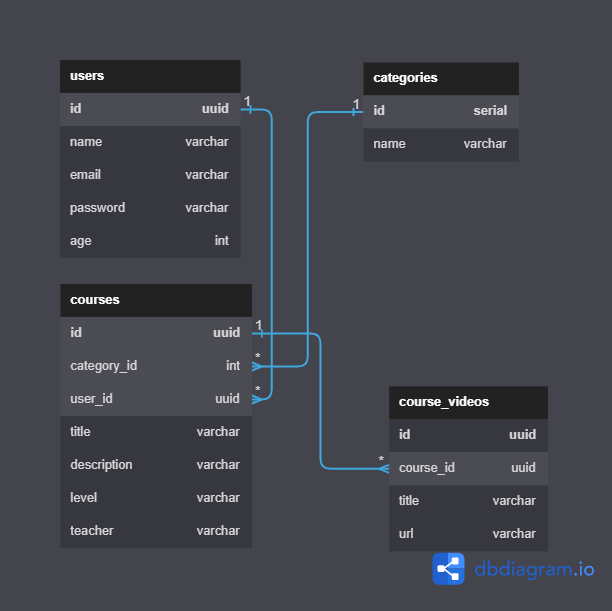 users
id uuid
name varchar
email varchar
password varchar
age int
1
categories
id serial
name varchar
1
courses
id uuid
category_id int
user_id uuid
title varchar
description varchar
level varchar
teacher varchar
1
*
*
course_videos
id uuid
course_id uuid
title varchar
url varchar
*
dbdiagram.io